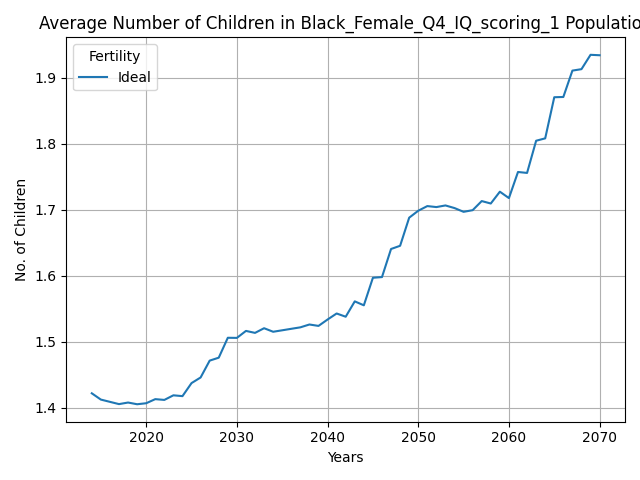 Average Number of Children in Black_Female_Q4_IQ_scoring_1 Populatio
Fertility
Ideal
No. of Children
1.9
1.8
1.7
1.6
1.5
1.4
2020 2030 2040 2050 2060 2070
Years